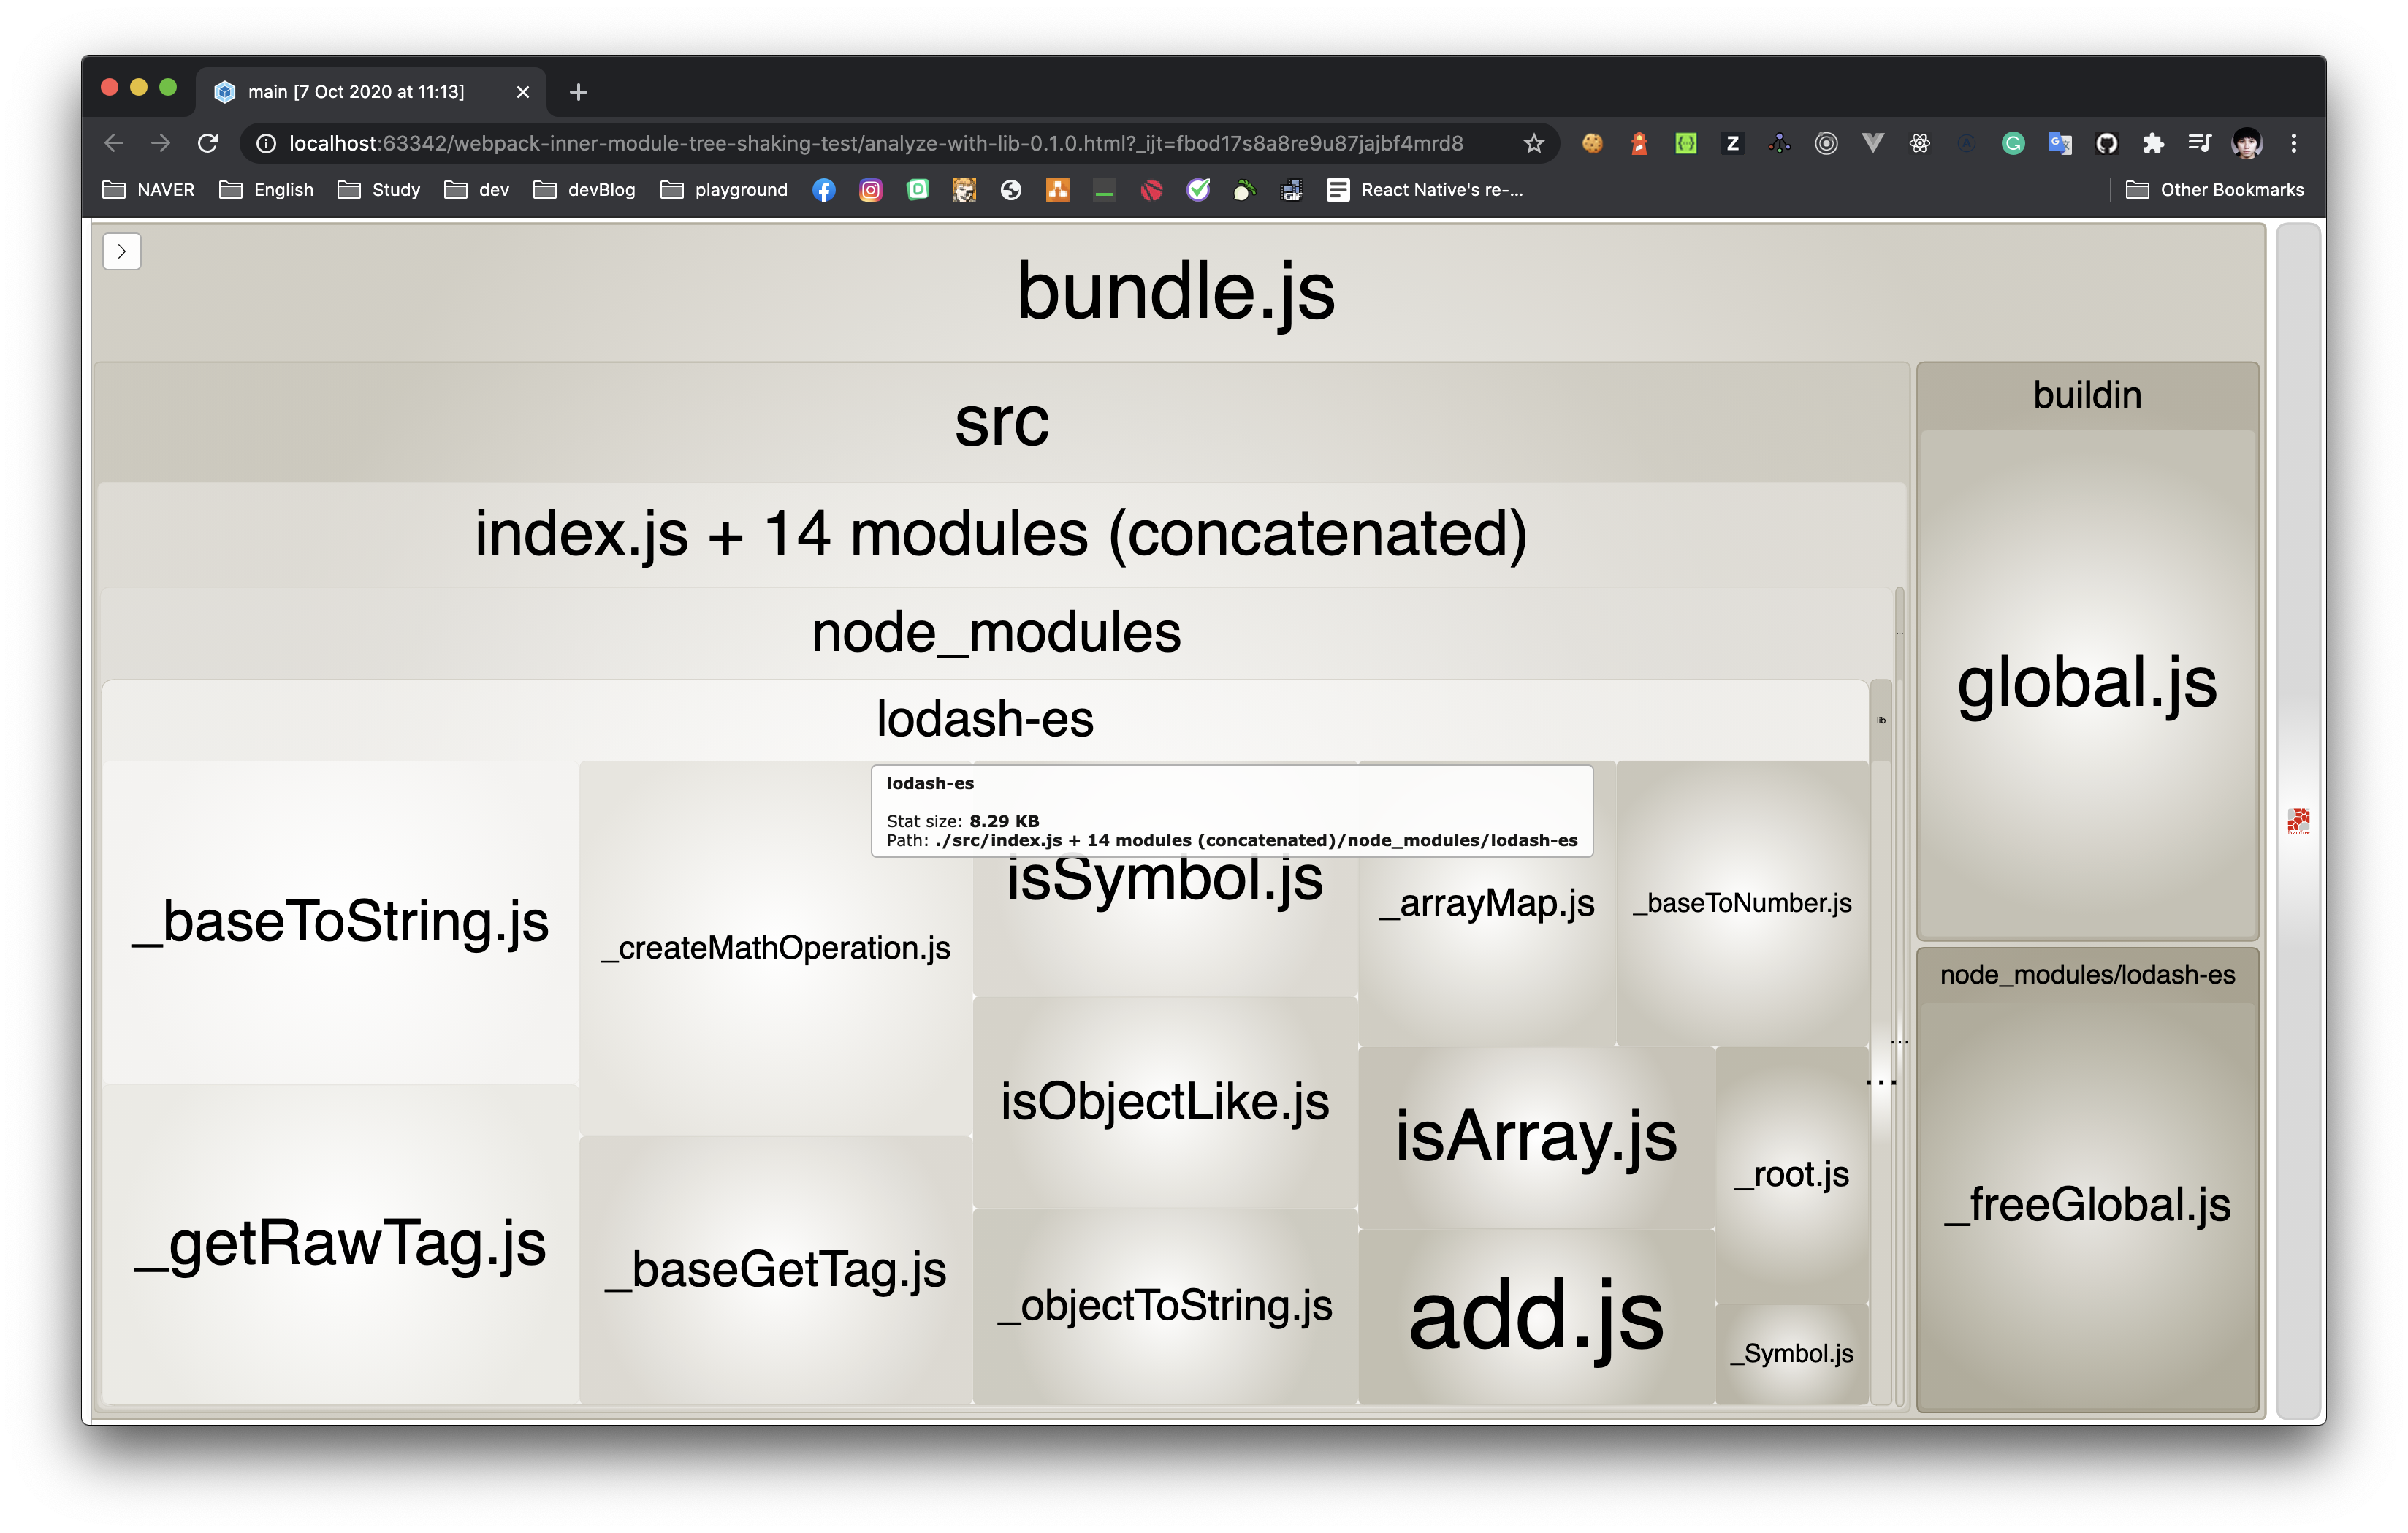 main [7 Oct 2020 at 11:13]
localhost:63342/webpack-inner-module-tree-shaking-test/analyze-with-lib-0.1.0.html?_ijt=fbod17s8a8re9u87jajbf4mrd8
NAVER English Study dev devBlog playground React Native's re-... Other Bookmarks
bundle.js
src
index.js + 14 modules (concatenated)
node_modules
...
lodash-es
lib
lodash-es
Stat size: 8.29 KB
Path: ./src/index.js + 14 modules (concatenated)/node_modules/lodash-es
_baseToString.js
_getRawTag.js
_createMathOperation.js
_baseGetTag.js
isSymbol.js
isObjectLike.js
_objectToString.js
_arrayMap.js
_baseToNumber.js
isArray.js
add.js
_root.js
_Symbol.js
...
...
buildin
global.js
node_modules/lodash-es
_freeGlobal.js